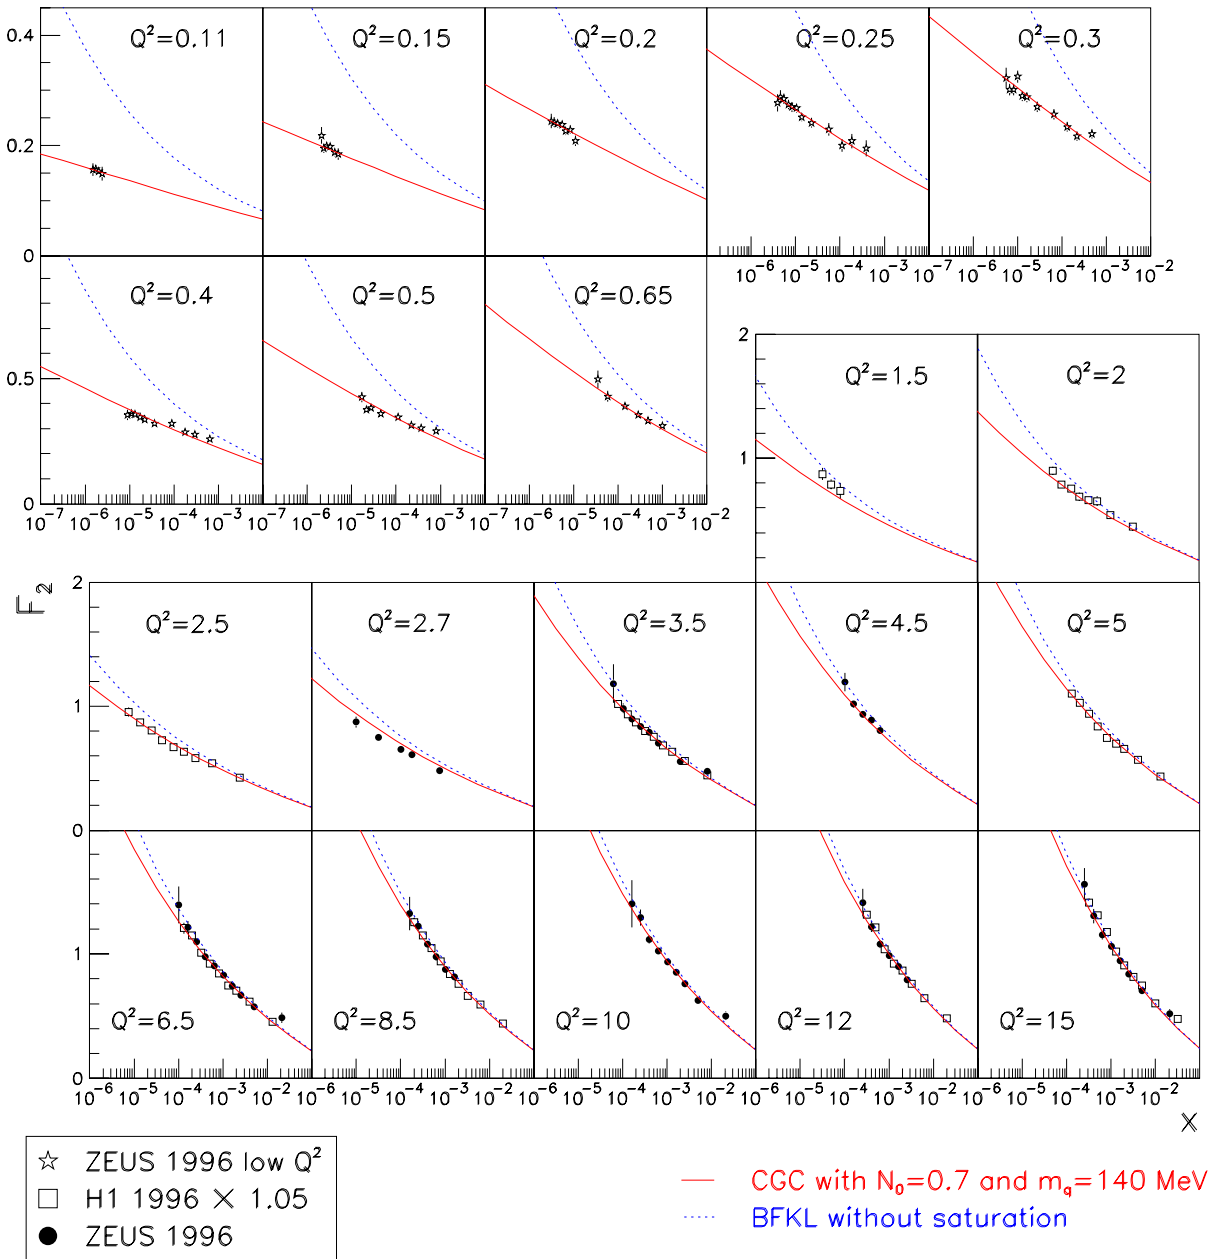 0.4
0.2
0
Q²=0.11
Q²=0.15
Q²=0.2
Q²=0.25
Q²=0.3
10⁻⁶ 10⁻⁵ 10⁻⁴ 10⁻³ 10⁻⁷ 10⁻⁶ 10⁻⁵ 10⁻⁴ 10⁻³ 10⁻²
0.5
0
Q²=0.4
Q²=0.5
Q²=0.65
10⁻⁷ 10⁻⁶ 10⁻⁵ 10⁻⁴ 10⁻³ 10⁻⁷ 10⁻⁶ 10⁻⁵ 10⁻⁴ 10⁻³ 10⁻⁷ 10⁻⁶ 10⁻⁵ 10⁻⁴ 10⁻³ 10⁻²
2
1
Q²=1.5
Q²=2
F₂
2
1
0
Q²=2.5
Q²=2.7
Q²=3.5
Q²=4.5
Q²=5
1
0
Q²=6.5
Q²=8.5
Q²=10
Q²=12
Q²=15
10⁻⁶ 10⁻⁵ 10⁻⁴ 10⁻³ 10⁻² 10⁻⁶ 10⁻⁵ 10⁻⁴ 10⁻³ 10⁻² 10⁻⁶ 10⁻⁵ 10⁻⁴ 10⁻³ 10⁻² 10⁻⁶ 10⁻⁵ 10⁻⁴ 10⁻³ 10⁻² 10⁻⁶ 10⁻⁵ 10⁻⁴ 10⁻³ 10⁻²
x
ZEUS 1996 low Q²
H1 1996 × 1.05
ZEUS 1996
CGC with N₀=0.7 and m_q=140 MeV
BFKL without saturation